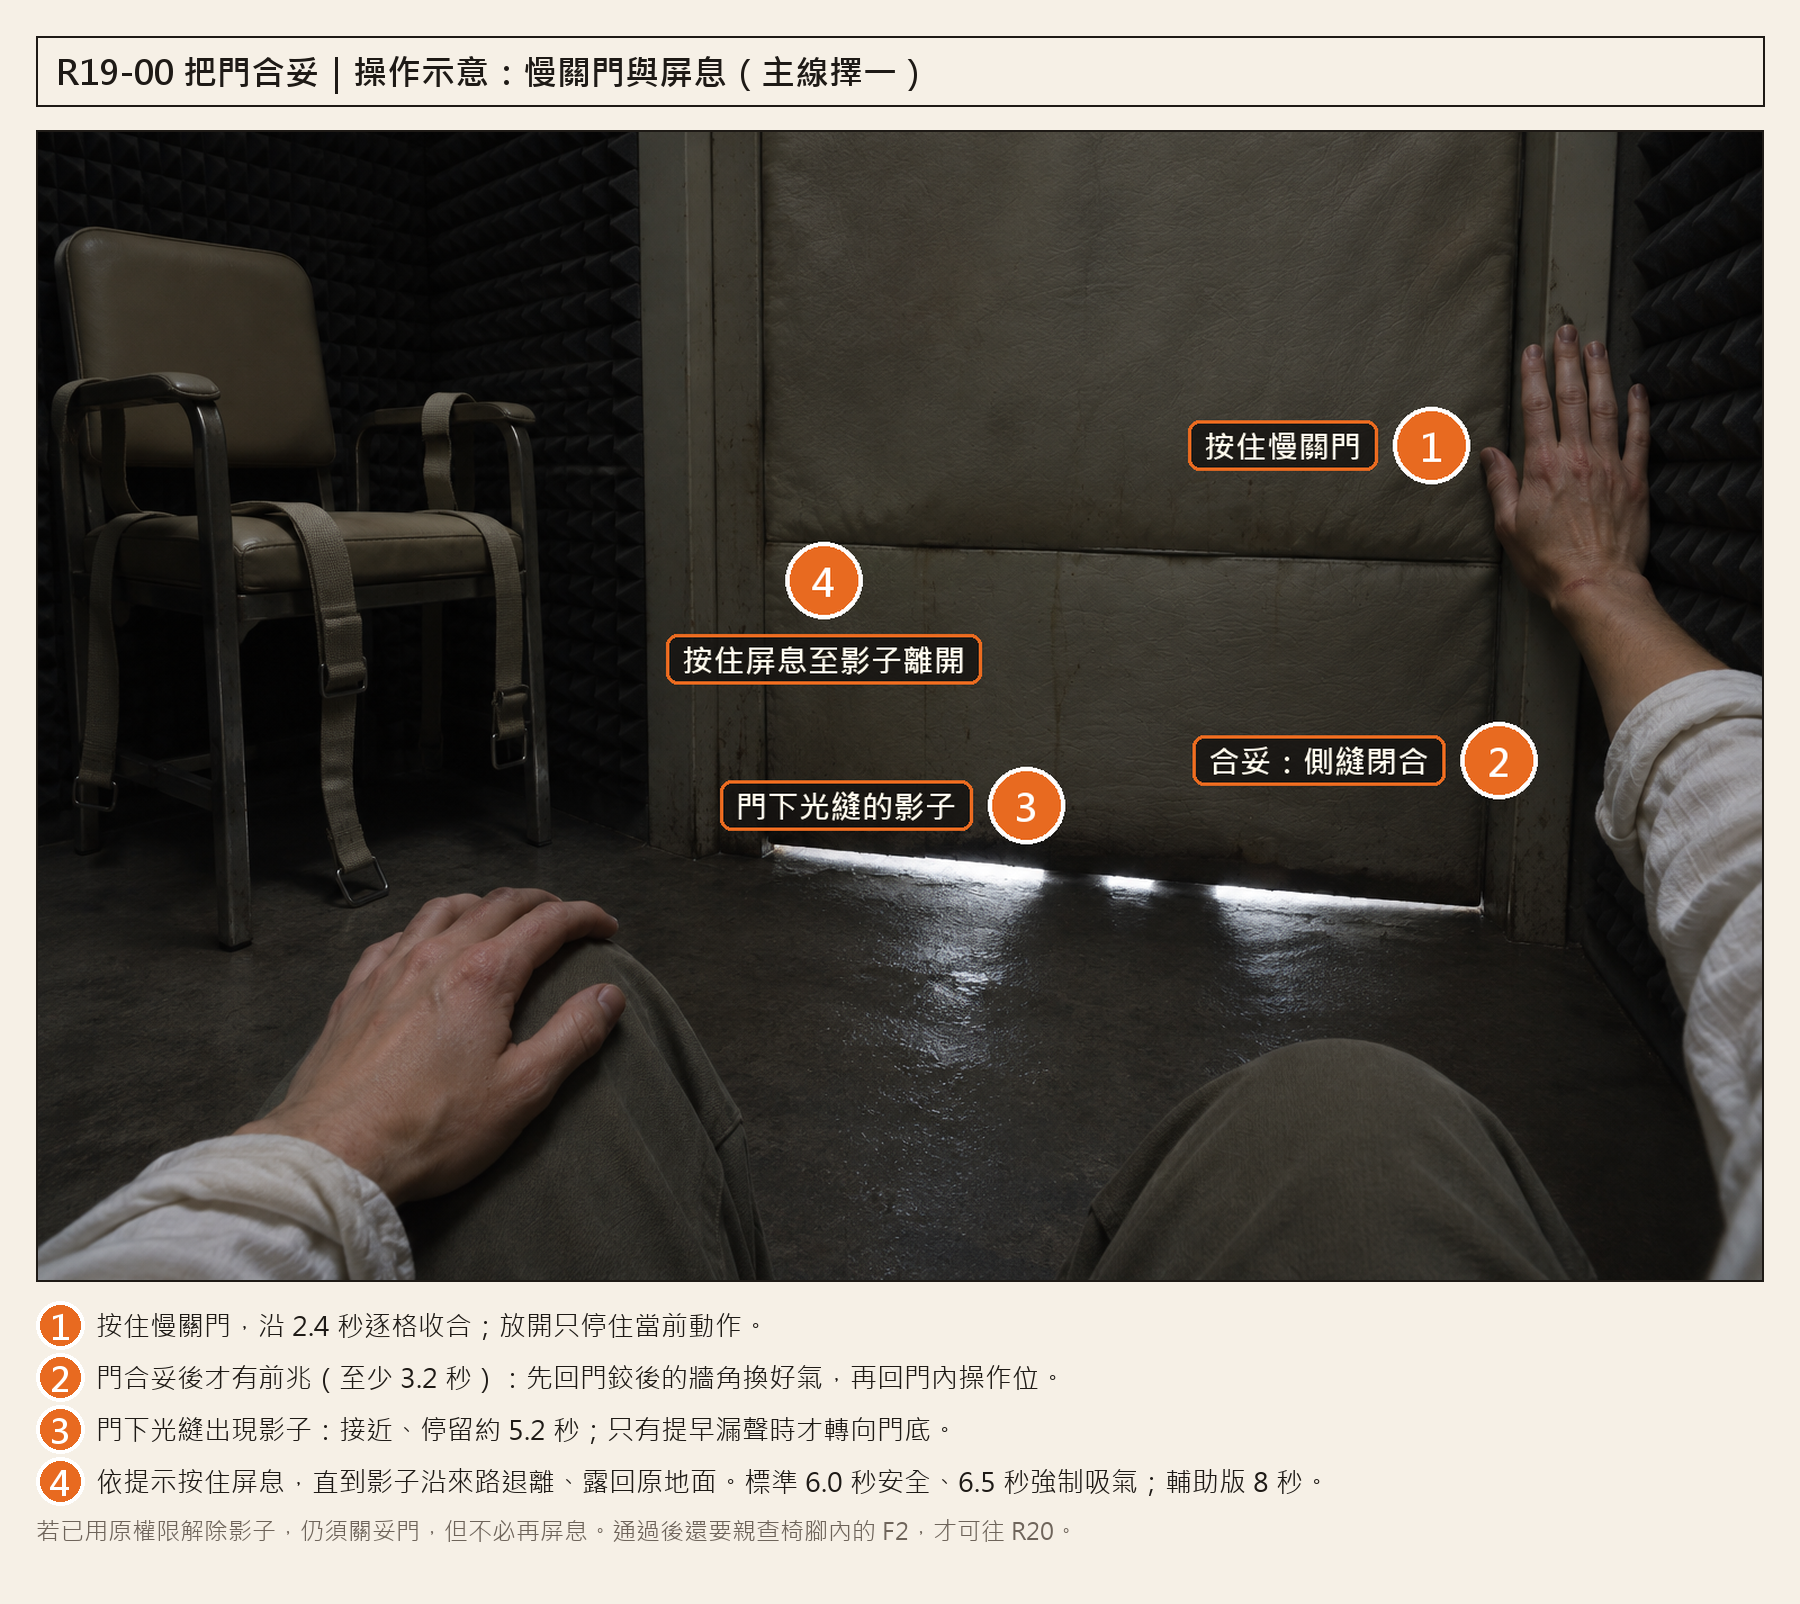 R19-00 把門合妥｜操作示意：慢關門與屏息（主線擇一）
按住慢關門 1
4
按住屏息至影子離開
合妥：側縫閉合 2
門下光縫的影子 3
1 按住慢關門，沿 2.4 秒逐格收合；放開只停住當前動作。
2 門合妥後才有前兆（至少 3.2 秒）：先回門鉸後的牆角換好氣，再回門內操作位。
3 門下光縫出現影子：接近、停留約 5.2 秒；只有提早漏聲時才轉向門底。
4 依提示按住屏息，直到影子沿來路退離、露回原地面。標準 6.0 秒安全、6.5 秒強制吸氣；輔助版 8 秒。
若已用原權限解除影子，仍須關妥門，但不必再屏息。通過後還要親查椅腳內的 F2，才可往 R20。